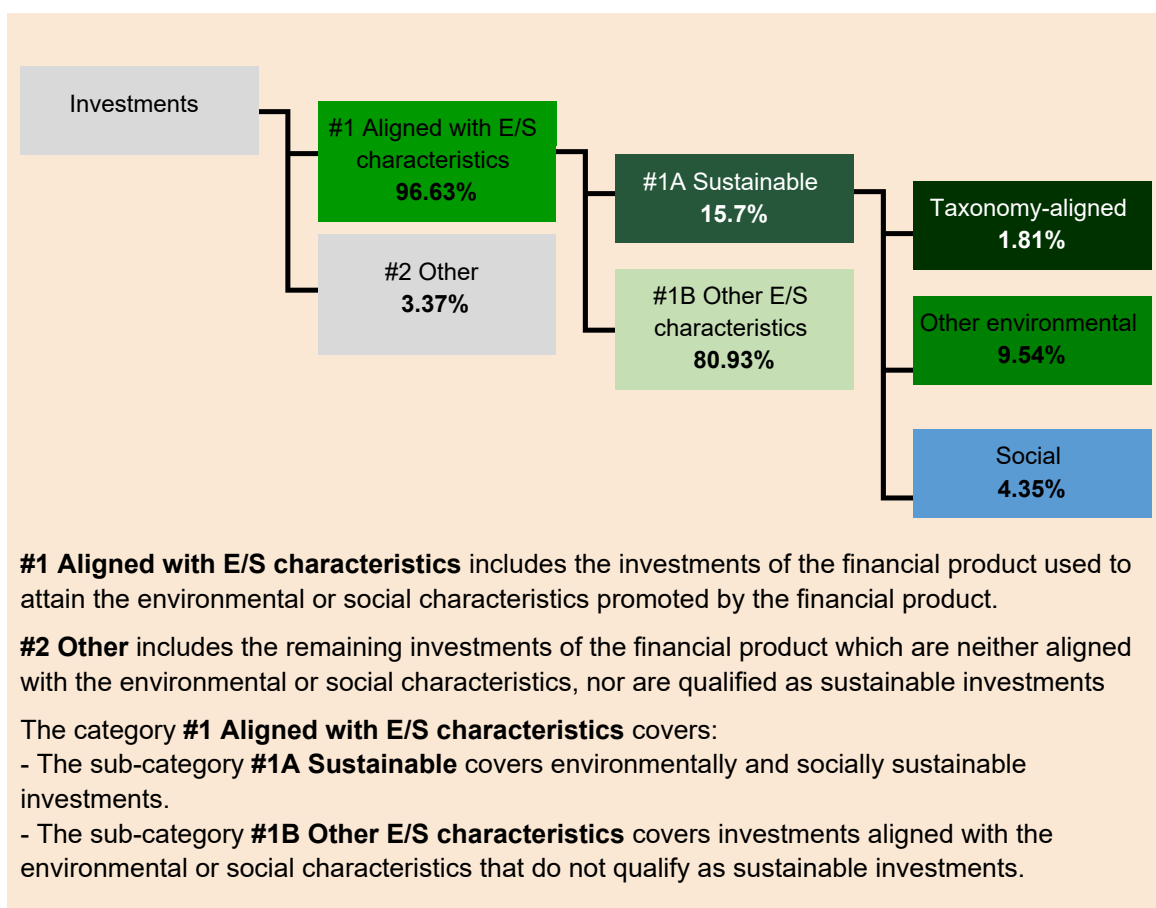 Investments
#1 Aligned with E/S
characteristics
96.63%
#2 Other
3.37%
#1A Sustainable
15.7%
#1B Other E/S
characteristics
80.93%
Taxonomy-aligned
1.81%
Other environmental
9.54%
Social
4.35%
#1 Aligned with E/S characteristics includes the investments of the financial product used to
attain the environmental or social characteristics promoted by the financial product.
#2 Other includes the remaining investments of the financial product which are neither aligned
with the environmental or social characteristics, nor are qualified as sustainable investments
The category #1 Aligned with E/S characteristics covers:
- The sub-category #1A Sustainable covers environmentally and socially sustainable
investments.
- The sub-category #1B Other E/S characteristics covers investments aligned with the
environmental or social characteristics that do not qualify as sustainable investments.